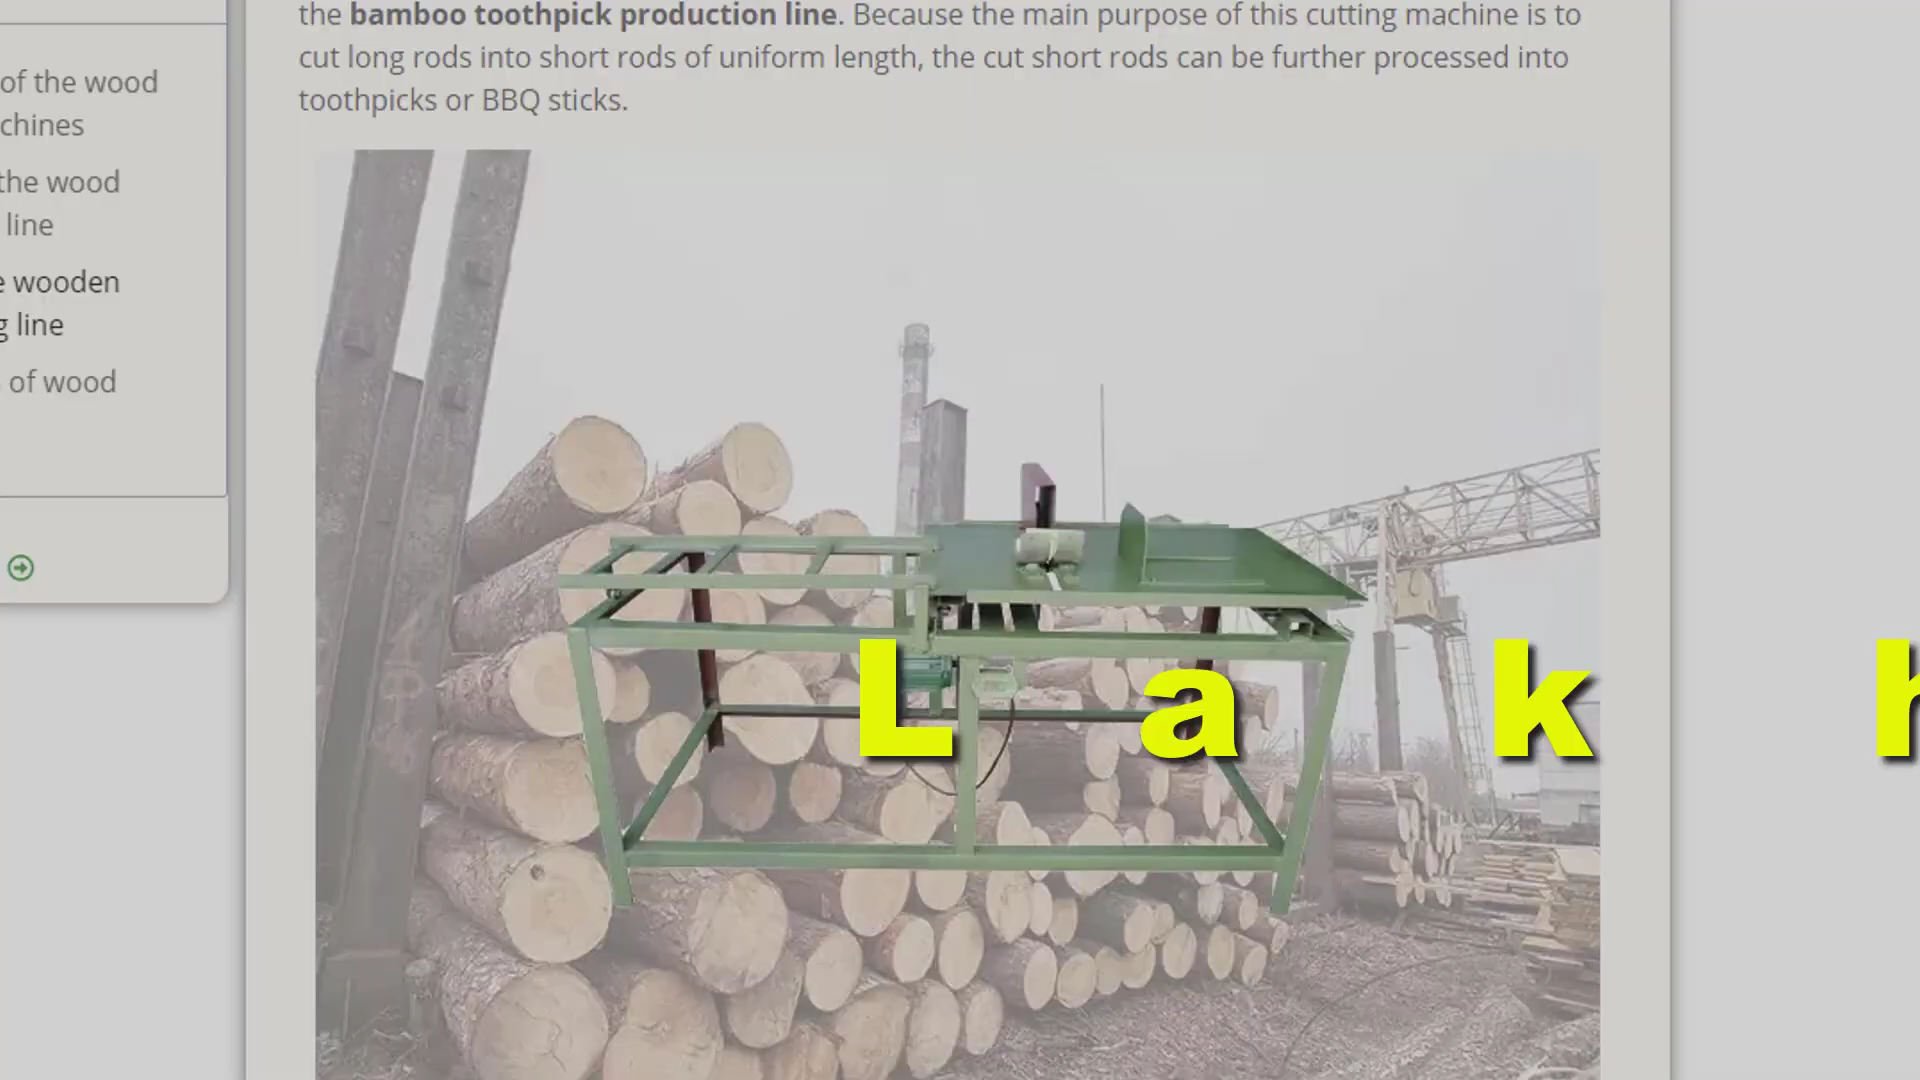 of the wood
chines
the wood
line
e wooden
g line
of wood
the bamboo toothpick production line. Because the main purpose of this cutting machine is to
cut long rods into short rods of uniform length, the cut short rods can be further processed into
toothpicks or BBQ sticks.
L a k h